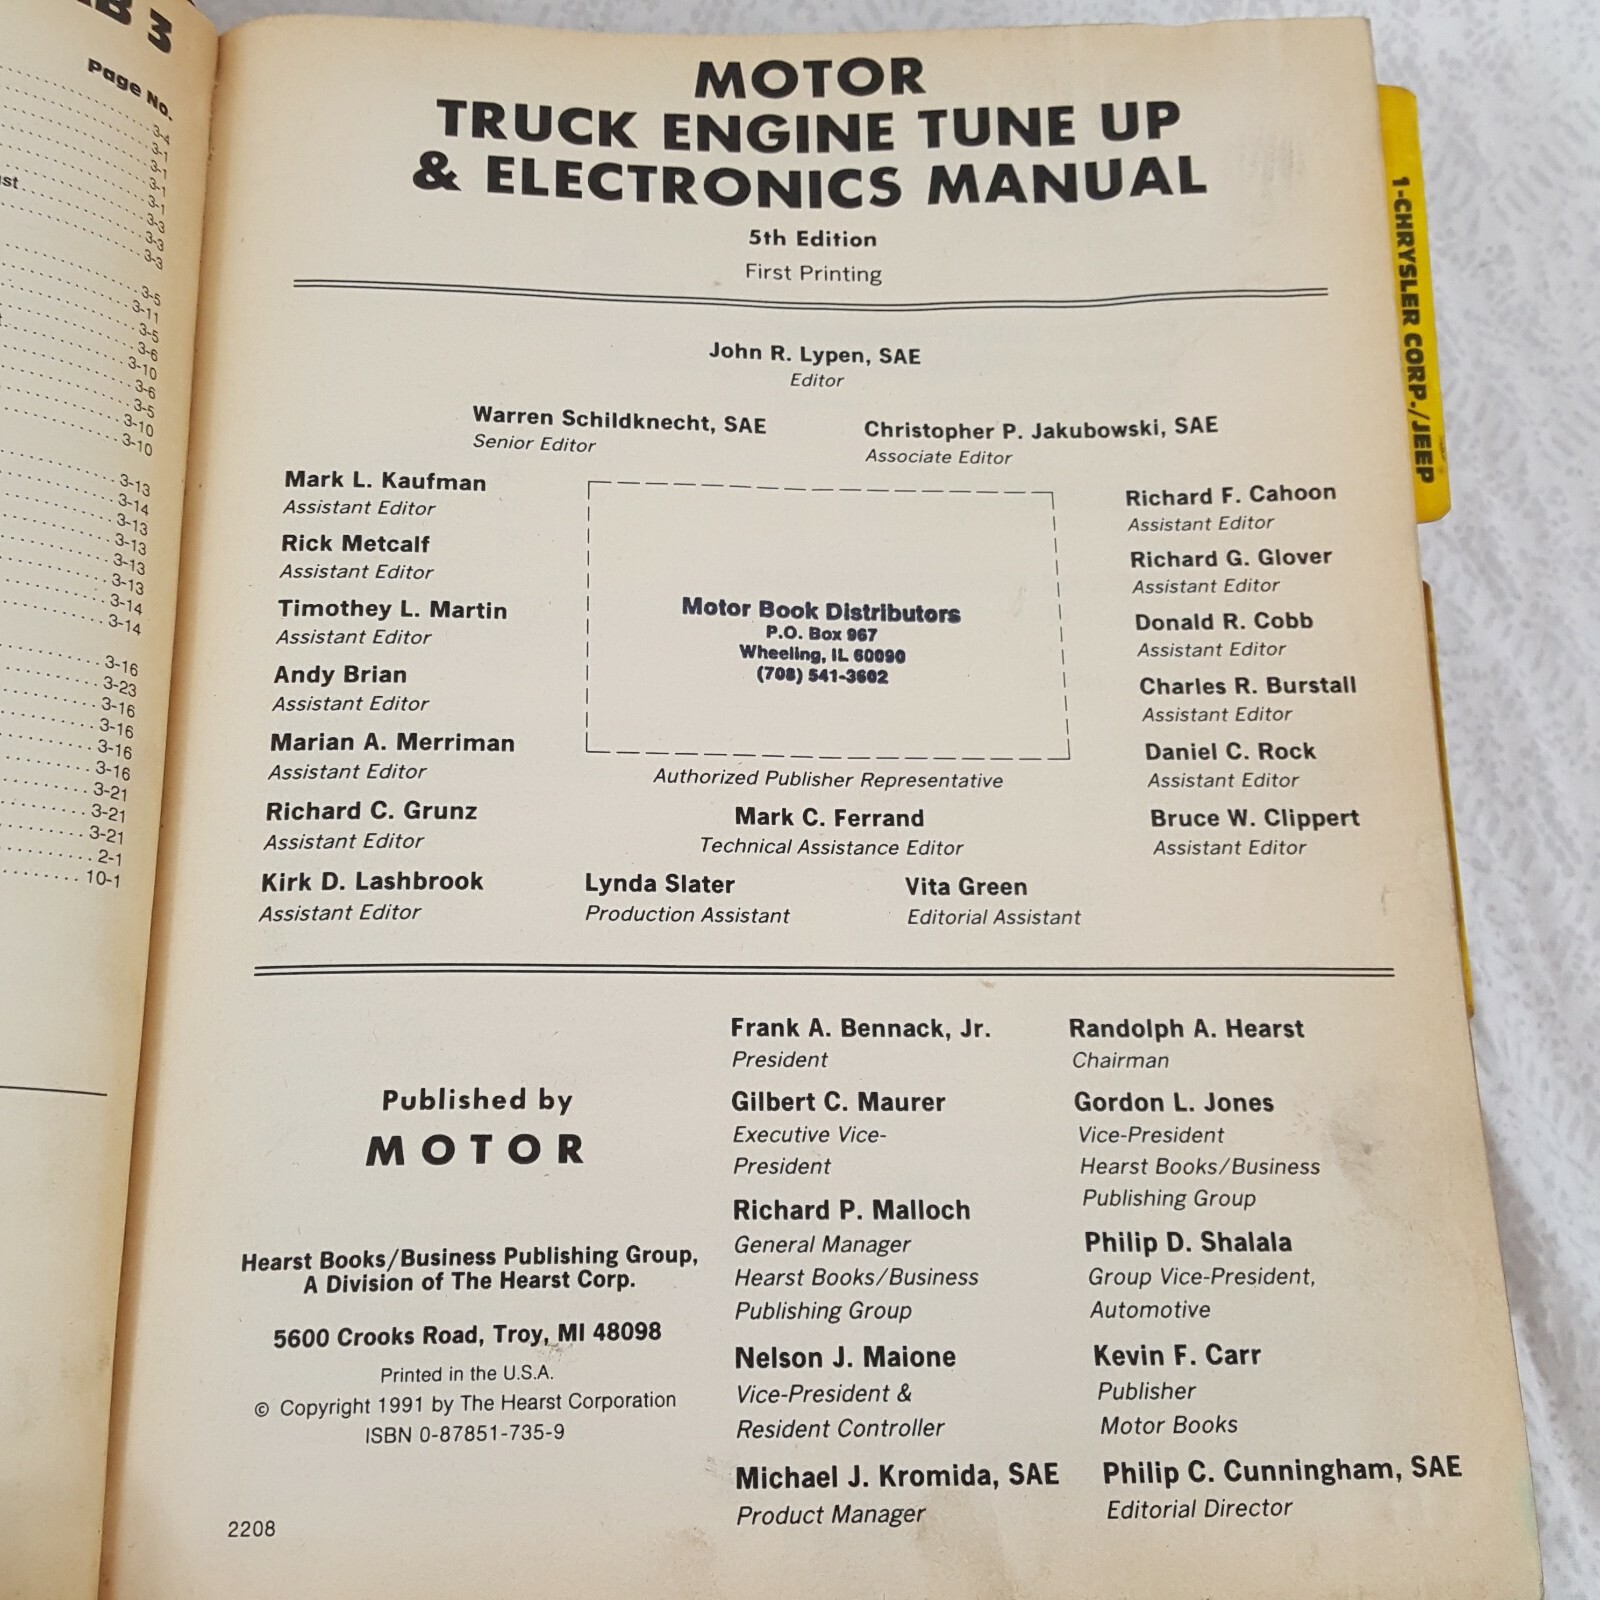 B 3
Page No.
3-4
3-1
3-1
3-1
3-1
3-3
3-3
3-3
3-5
3-11
3-5
3-6
3-10
3-6
3-5
3-10
3-10
3-13
3-14
3-13
3-13
3-13
3-13
3-14
3-14
3-16
3-23
3-16
3-16
3-16
3-16
3-21
3-21
3-21
2-1
10-1
MOTOR
TRUCK ENGINE TUNE UP
& ELECTRONICS MANUAL
5th Edition
First Printing
John R. Lypen, SAE
Editor
Warren Schildknecht, SAE
Senior Editor
Christopher P. Jakubowski, SAE
Associate Editor
Mark L. Kaufman
Assistant Editor
Rick Metcalf
Assistant Editor
Timothey L. Martin
Assistant Editor
Andy Brian
Assistant Editor
Marian A. Merriman
Assistant Editor
Richard C. Grunz
Assistant Editor
Kirk D. Lashbrook
Assistant Editor
Motor Book Distributors
P.O. Box 967
Wheeling, IL 60090
(708) 541-3602
Authorized Publisher Representative
Mark C. Ferrand
Technical Assistance Editor
Lynda Slater
Production Assistant
Vita Green
Editorial Assistant
Richard F. Cahoon
Assistant Editor
Richard G. Glover
Assistant Editor
Donald R. Cobb
Assistant Editor
Charles R. Burstall
Assistant Editor
Daniel C. Rock
Assistant Editor
Bruce W. Clippert
Assistant Editor
Published by
MOTOR
Hearst Books/Business Publishing Group,
A Division of The Hearst Corp.
5600 Crooks Road, Troy, MI 48098
Printed in the U.S.A.
© Copyright 1991 by The Hearst Corporation
ISBN 0-87851-735-9
Frank A. Bennack, Jr.
President
Gilbert C. Maurer
Executive Vice-
President
Richard P. Malloch
General Manager
Hearst Books/Business
Publishing Group
Nelson J. Maione
Vice-President &
Resident Controller
Michael J. Kromida, SAE
Product Manager
Randolph A. Hearst
Chairman
Gordon L. Jones
Vice-President
Hearst Books/Business
Publishing Group
Philip D. Shalala
Group Vice-President,
Automotive
Kevin F. Carr
Publisher
Motor Books
Philip C. Cunningham, SAE
Editorial Director
2208
1-CHRYSLER CORP./JEEP